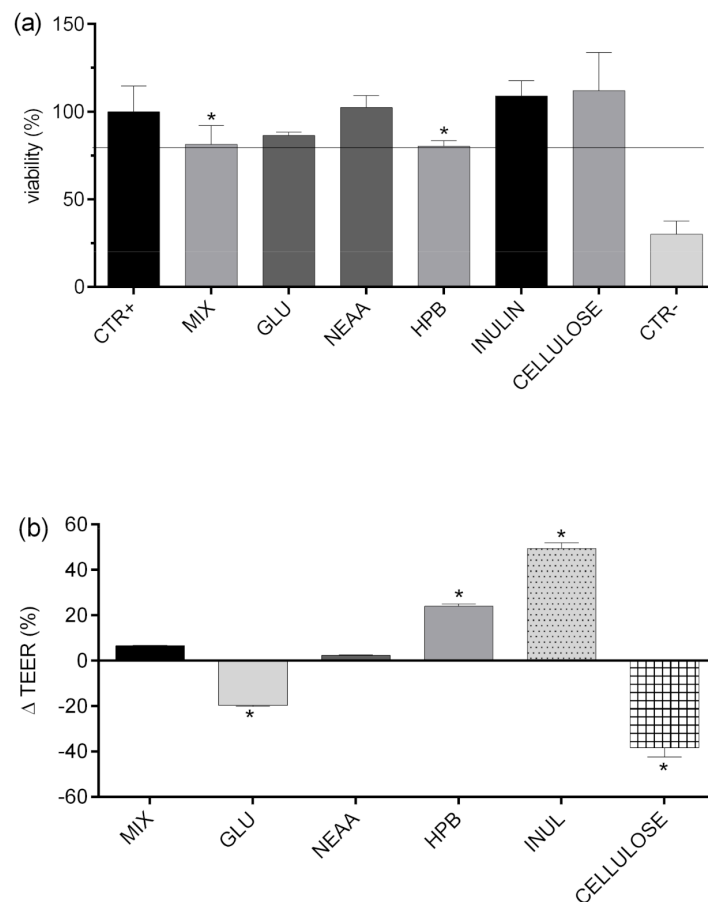 (a)
150
100
50
0
viability (%)
*
*
CTR+
MIX
GLU
NEAA
HPB
INULIN
CELLULOSE
CTR-
(b)
60
40
20
0
-20
-40
-60
Δ TEER (%)
*
*
*
*
MIX
GLU
NEAA
HPB
INUL
CELLULOSE